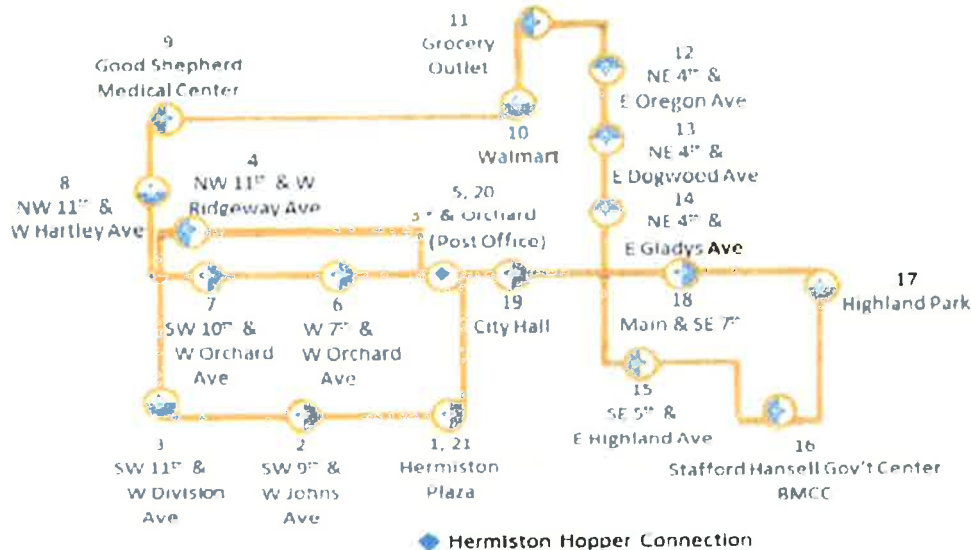 11
Grocery
Outlet
9
Good Shepherd
Medical Center
12
NE 4ᵗʰ &
E Oregon Ave
10
Walmart
13
NE 4ᵗʰ &
E Dogwood Ave
8
NW 11ᵗʰ &
W Hartley Ave
4
NW 11ᵗʰ & W
Ridgeway Ave
5, 20
& Orchard
(Post Office)
14
NE 4ᵗʰ &
E Gladys Ave
7
SW 10ᵗʰ &
W Orchard
Ave
6
W 7ᵗʰ &
W Orchard
Ave
19
City Hall
18
Main & SE 7ᵗʰ
17
Highland Park
3
SW 11ᵗʰ &
W Division
Ave
2
SW 9ᵗʰ &
W Johns
Ave
1, 21
Hermiston
Plaza
15
SE 5ᵗʰ &
E Highland Ave
16
Stafford Hansell Gov't Center
BMCC
Hermiston Hopper Connection